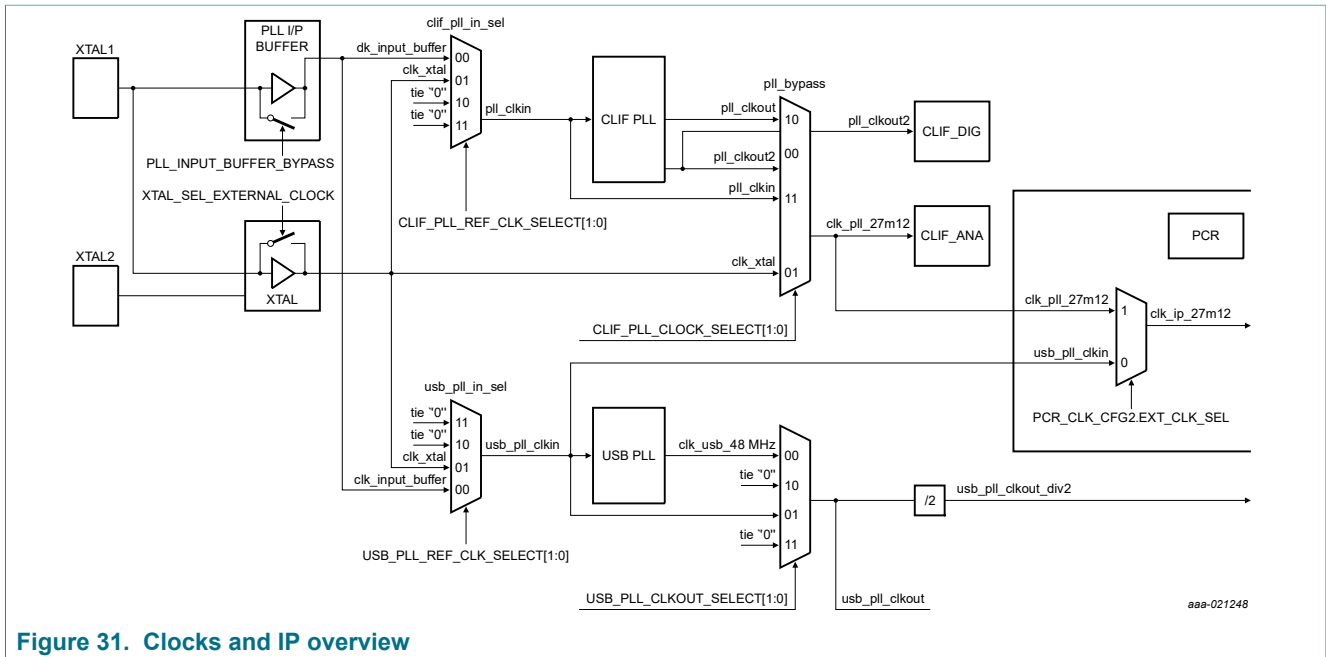 XTAL1
PLL I/P
BUFFER
PLL_INPUT_BUFFER_BYPASS
XTAL_SEL_EXTERNAL_CLOCK
XTAL2
XTAL
clif_pll_in_sel
dk_input_buffer
00
clk_xtal
01
tie "0"
10
tie "0"
11
pll_clkin
CLIF_PLL_REF_CLK_SELECT[1:0]
CLIF PLL
pll_bypass
pll_clkout
10
00
pll_clkout2
pll_clkin
11
clk_xtal
01
CLIF_PLL_CLOCK_SELECT[1:0]
pll_clkout2
CLIF_DIG
clk_pll_27m12
CLIF_ANA
PCR
clk_pll_27m12
1
clk_ip_27m12
usb_pll_clkin
0
PCR_CLK_CFG2.EXT_CLK_SEL
usb_pll_in_sel
tie "0"
11
tie "0"
10
clk_xtal
01
clk_input_buffer
00
usb_pll_clkin
USB_PLL_REF_CLK_SELECT[1:0]
USB PLL
clk_usb_48 MHz
00
tie "0"
10
01
tie "0"
11
USB_PLL_CLKOUT_SELECT[1:0]
/2
usb_pll_clkout_div2
usb_pll_clkout
aaa-021248
Figure 31. Clocks and IP overview